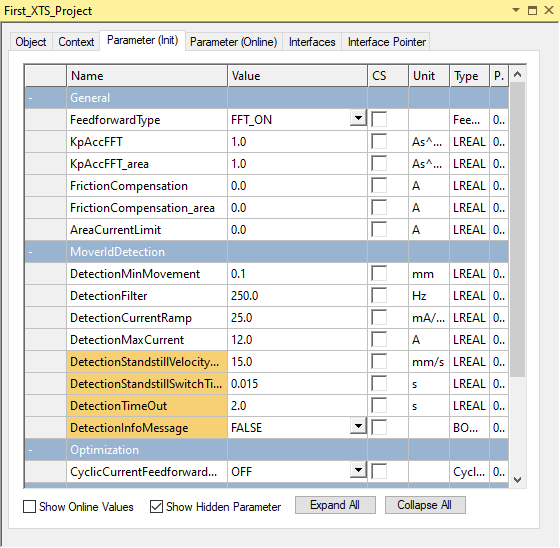 First_XTS_Project
Object Context Parameter (Init) Parameter (Online) Interfaces Interface Pointer
Name Value CS Unit Type P.
- General
FeedforwardType FFT_ON Fee... 0..
KpAccFFT 1.0 As^... LREAL 0..
KpAccFFT_area 1.0 As^... LREAL 0..
FrictionCompensation 0.0 A LREAL 0..
FrictionCompensation_area 0.0 A LREAL 0..
AreaCurrentLimit 0.0 A LREAL 0..
- MoverIdDetection
DetectionMinMovement 0.1 mm LREAL 0..
DetectionFilter 250.0 Hz LREAL 0..
DetectionCurrentRamp 25.0 mA/... LREAL 0..
DetectionMaxCurrent 12.0 A LREAL 0..
DetectionStandstillVelocity... 15.0 mm/s LREAL 0..
DetectionStandstillSwitchTi... 0.015 s LREAL 0..
DetectionTimeOut 2.0 s LREAL 0..
DetectionInfoMessage FALSE BO... 0..
- Optimization
CyclicCurrentFeedforward... OFF Cycl... 0..
Show Online Values Show Hidden Parameter Expand All Collapse All